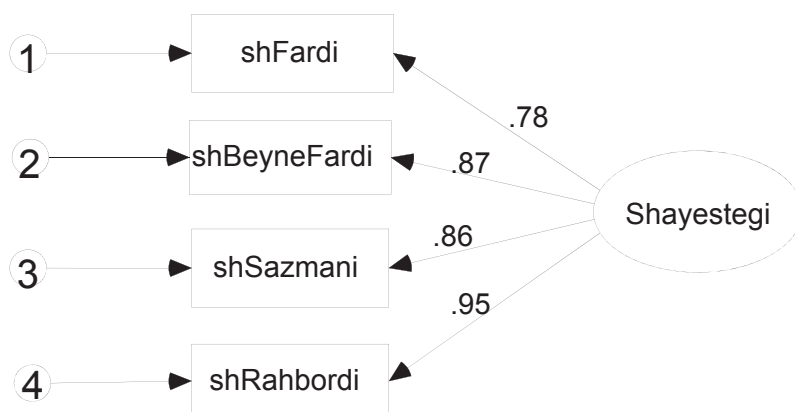 1
shFardi
.78
2
shBeyneFardi
.87
Shayestegi
3
shSazmani
.86
.95
4
shRahbordi